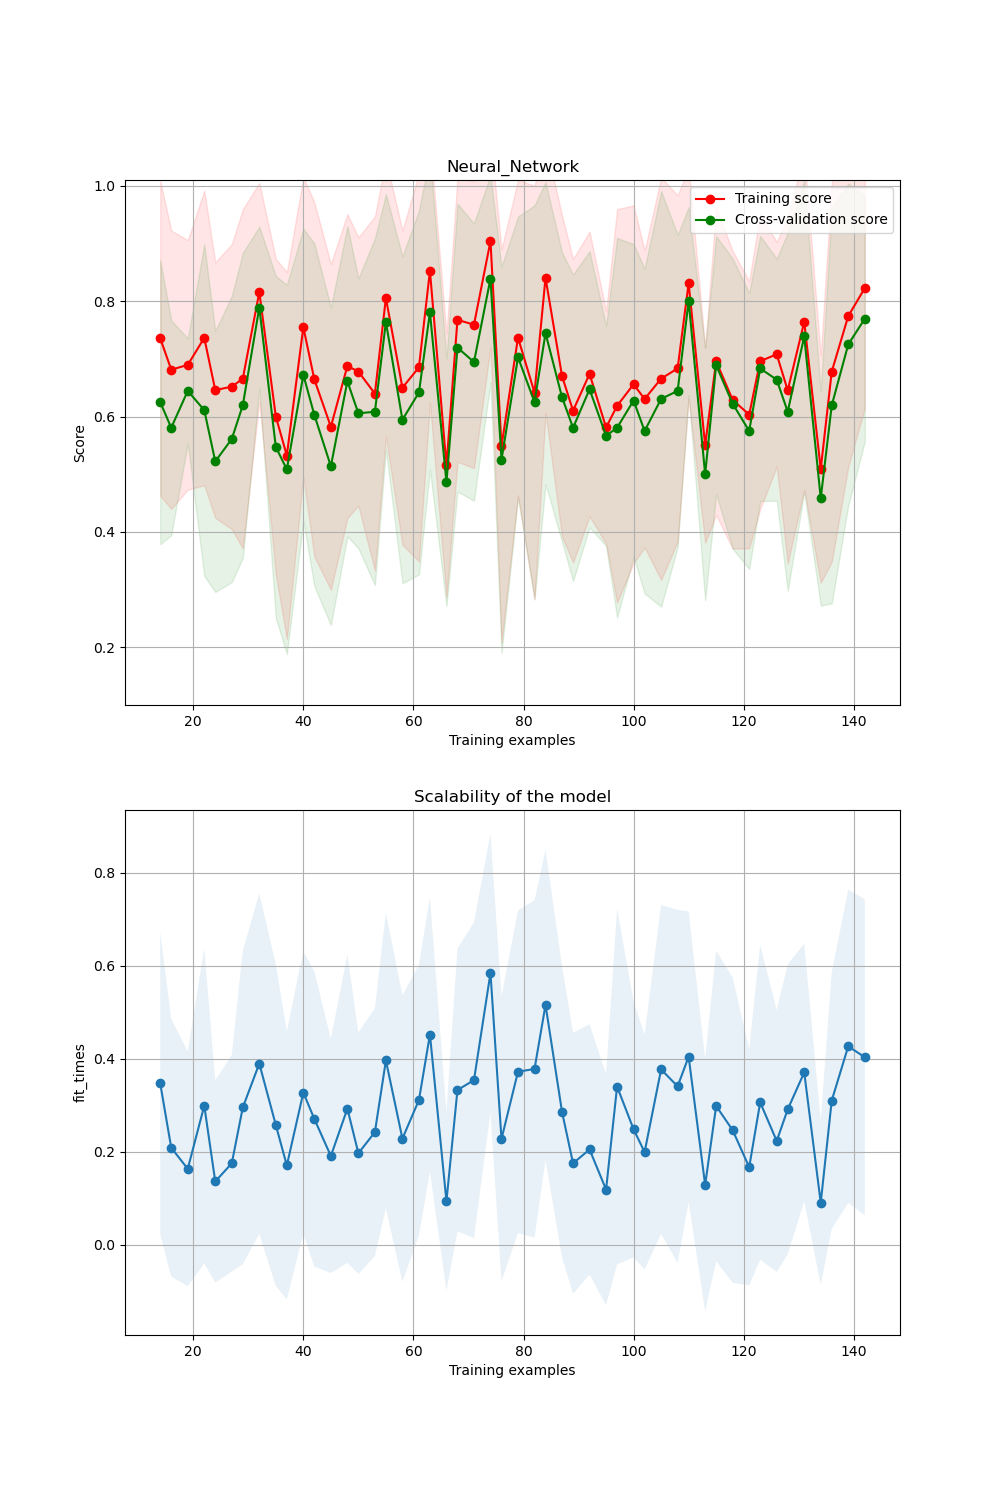 Neural_Network
1.0
0.8
0.6
0.4
0.2
Score
Training score
Cross-validation score
20 40 60 80 100 120 140
Training examples
Scalability of the model
0.8
0.6
0.4
0.2
0.0
fit_times
20 40 60 80 100 120 140
Training examples